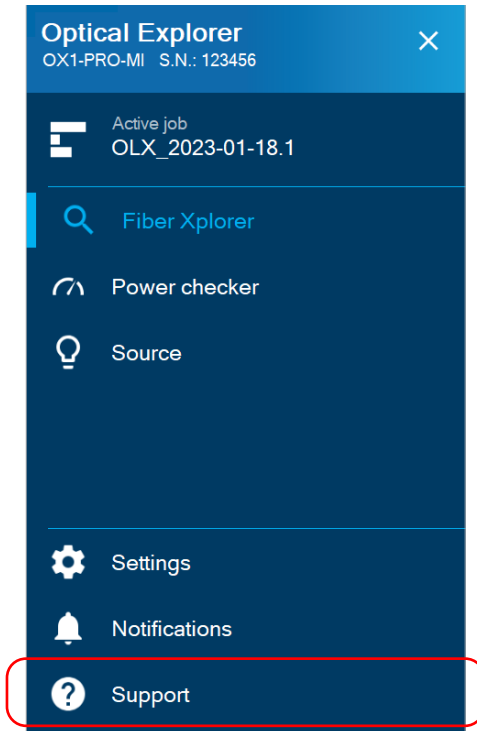 Optical Explorer
OX1-PRO-MI S.N.: 123456
Active job
OLX_2023-01-18.1
Fiber Xplorer
Power checker
Source
Settings
Notifications
Support